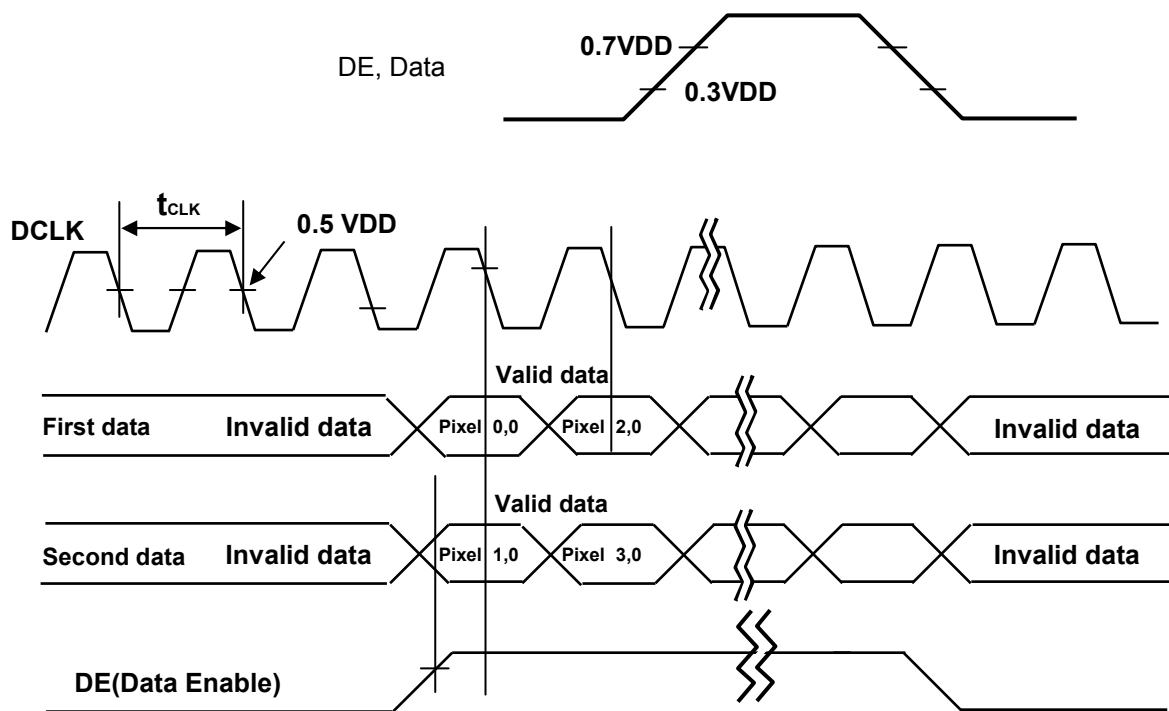 0.7VDD
DE, Data
0.3VDD
tCLK
0.5 VDD
DCLK
Valid data
First data Invalid data Pixel 0,0 Pixel 2,0 Invalid data
Valid data
Second data Invalid data Pixel 1,0 Pixel 3,0 Invalid data
DE(Data Enable)